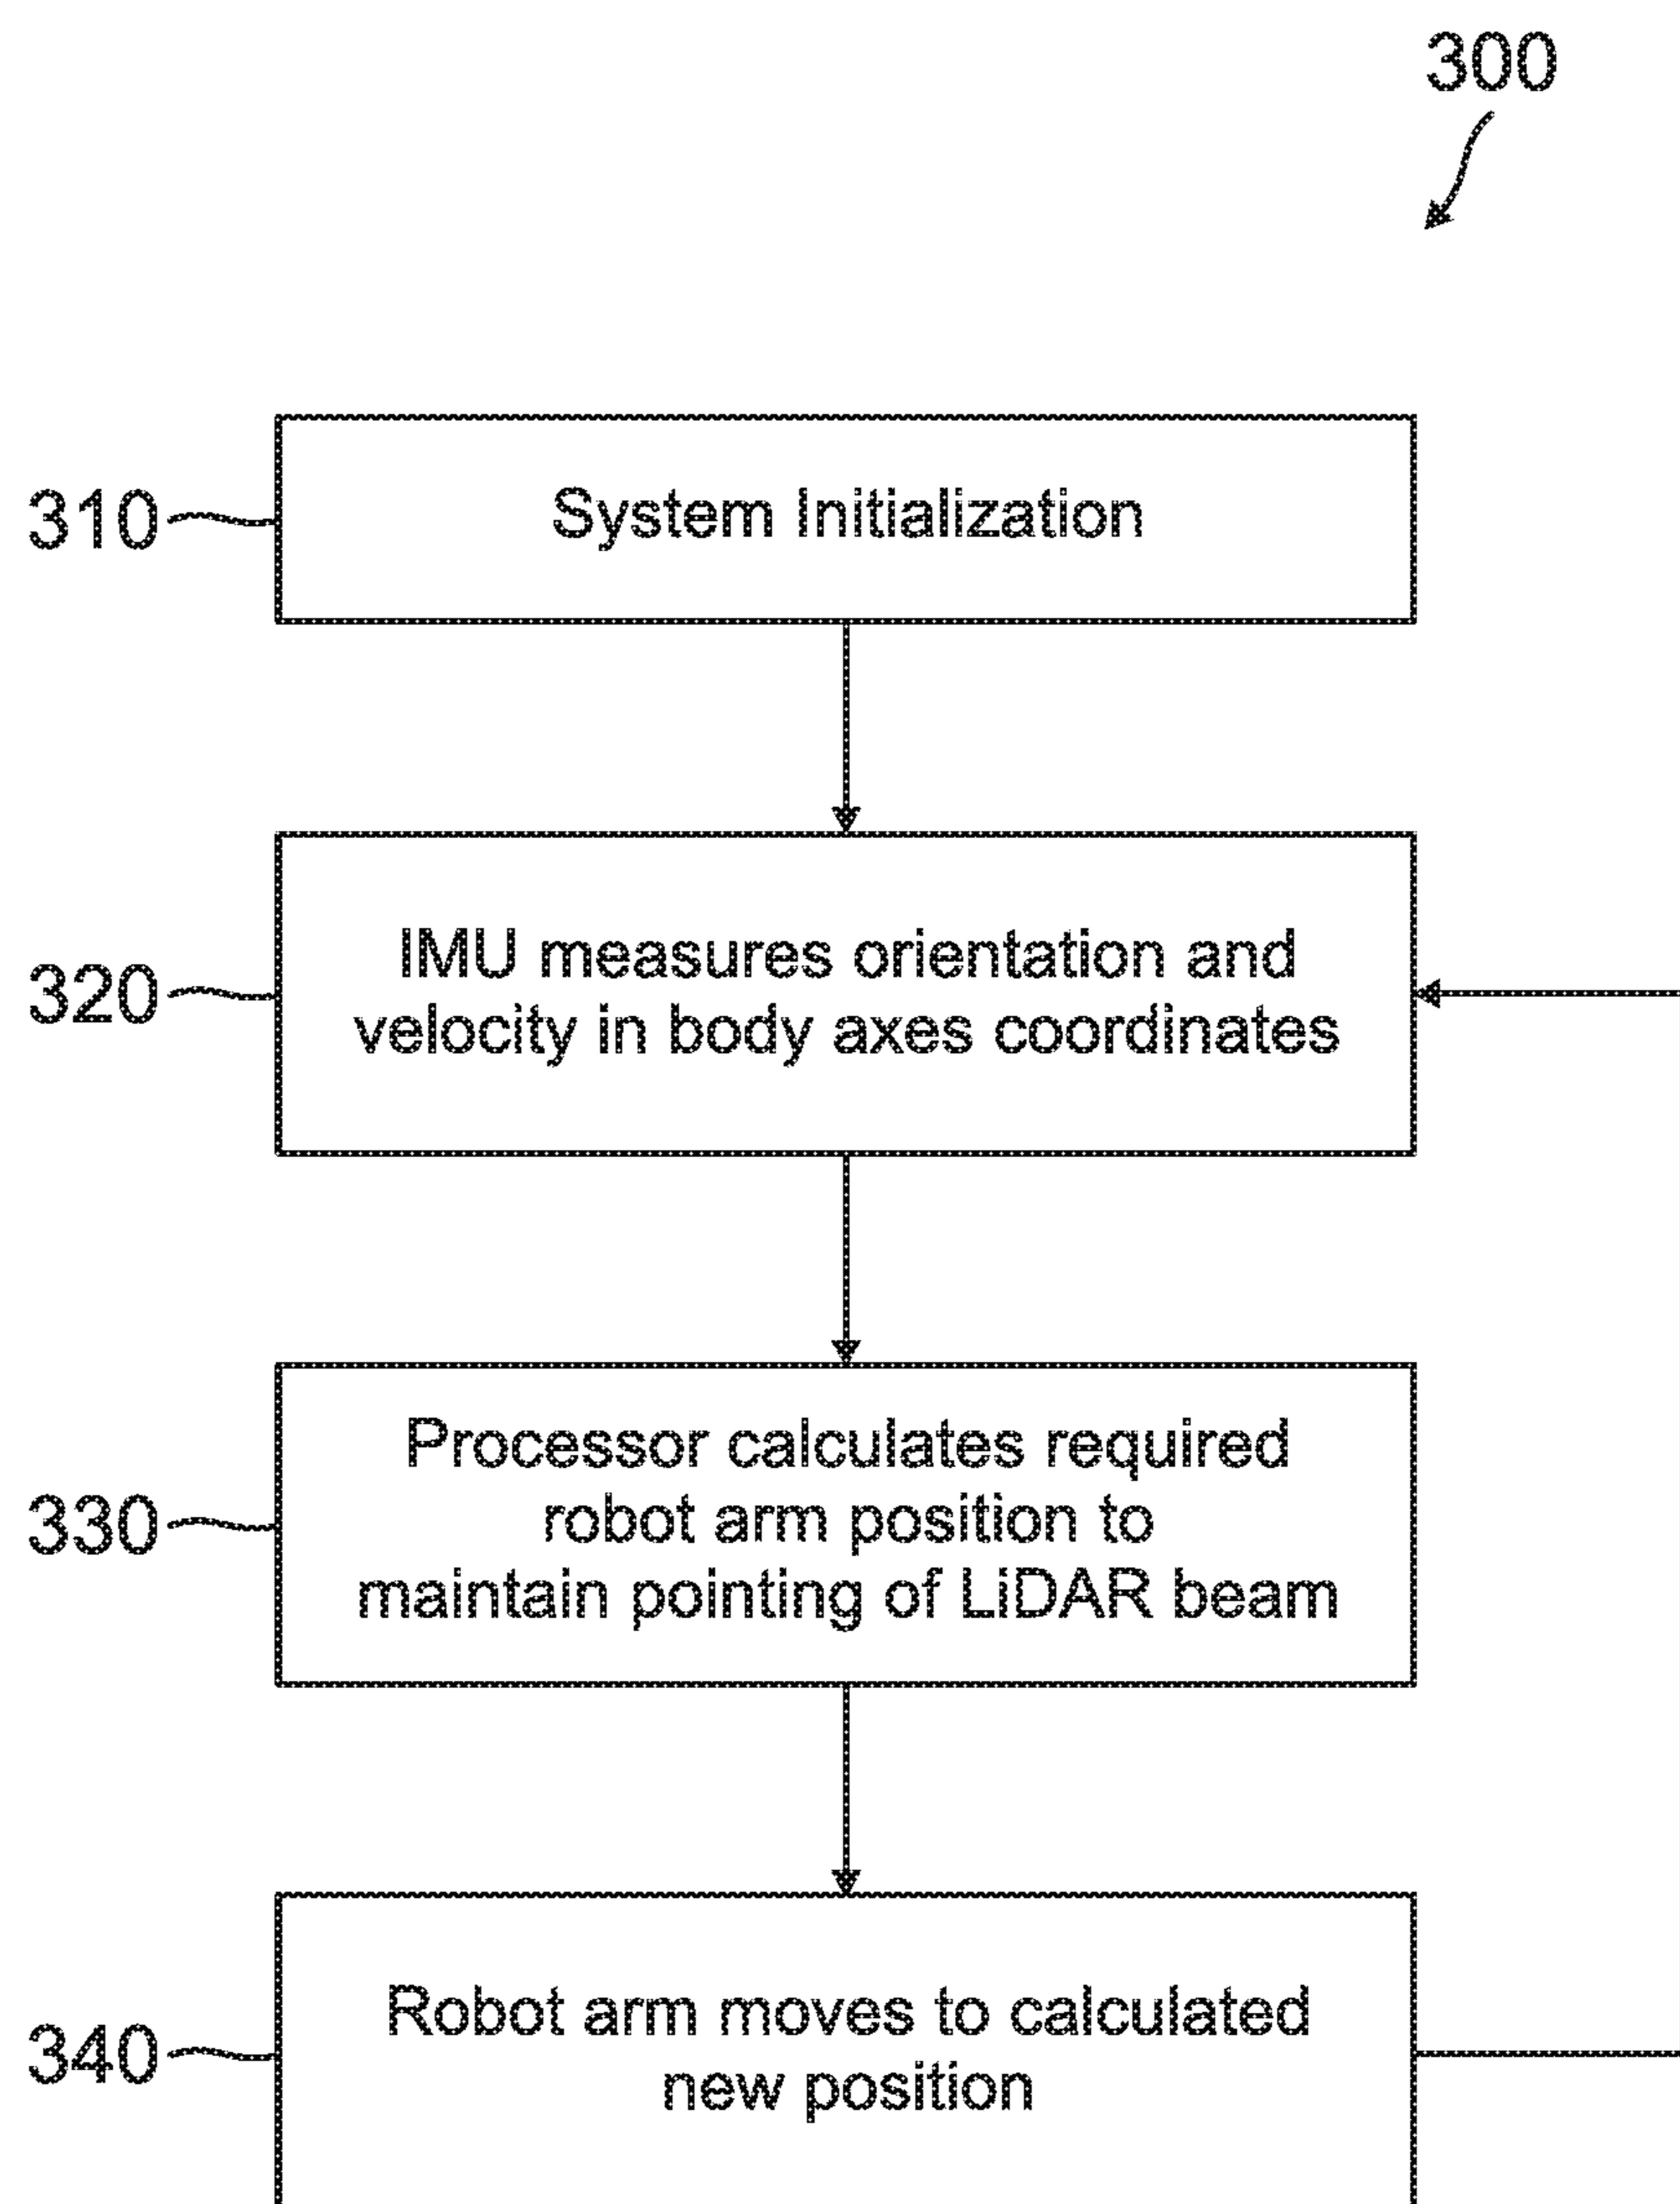 300
310
System Initialization
320
IMU measures orientation and
velocity in body axes coordinates
330
Processor calculates required
robot arm position to
maintain pointing of LiDAR beam
340
Robot arm moves to calculated
new position